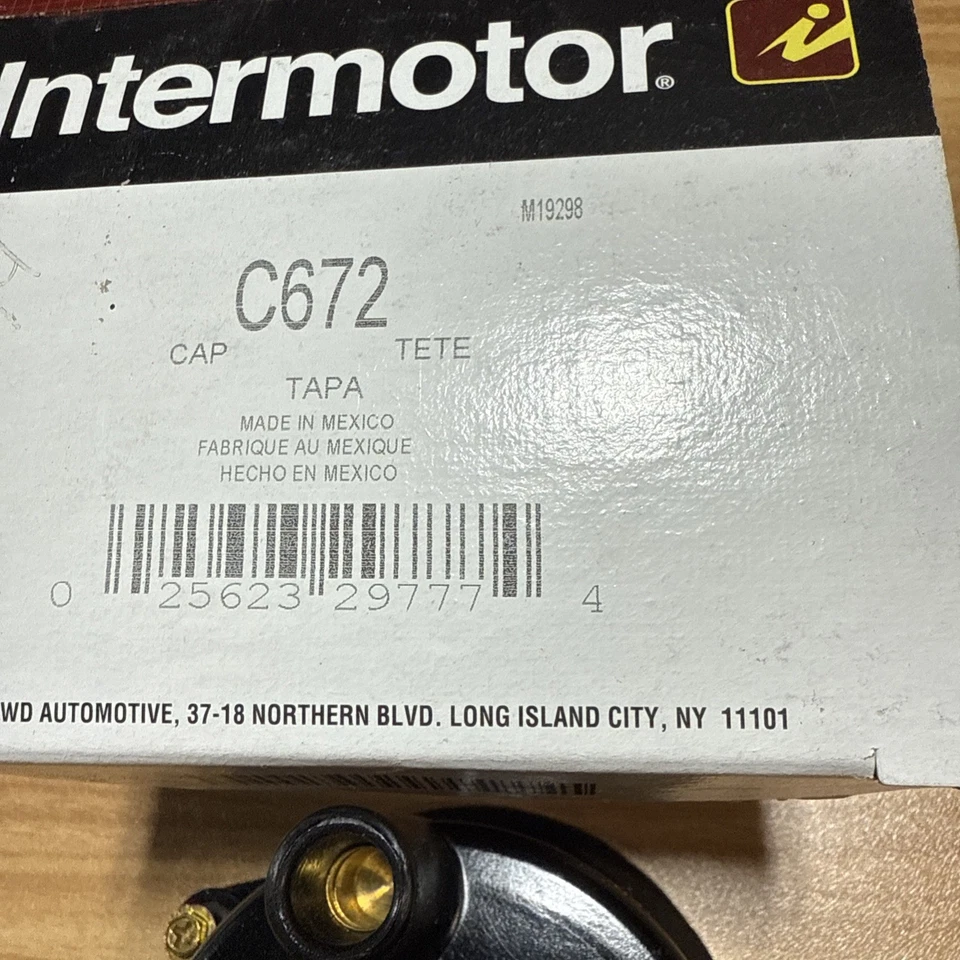 Intermotor®
M19298
C672
CAP TETE
TAPA
MADE IN MEXICO
FABRIQUE AU MEXIQUE
HECHO EN MEXICO
0 25623 29777 4
WD AUTOMOTIVE, 37-18 NORTHERN BLVD. LONG ISLAND CITY, NY 11101